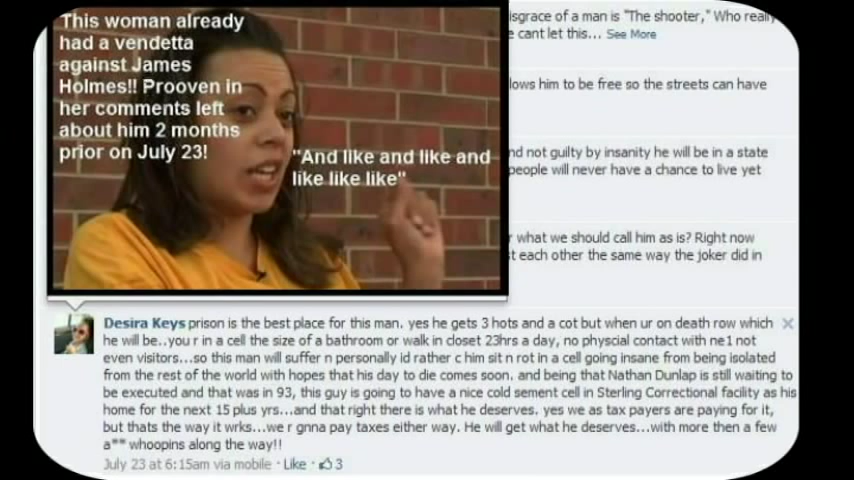 This woman already
had a vendetta
against James
Holmes!! Prooven in
her comments left
about him 2 months
prior on July 23!
"And like and like and
like like like"
isgrace of a man is "The shooter," Who really
e cant let this... See More
lows him to be free so the streets can have
nd not guilty by insanity he will be in a state
people will never have a chance to live yet
r what we should call him as is? Right now
t each other the same way the joker did in
Desira Keys prison is the best place for this man. yes he gets 3 hots and a cot but when ur on death row which
he will be..you r in a cell the size of a bathroom or walk in closet 23hrs a day, no physcial contact with ne1 not
even visitors...so this man will suffer n personally id rather c him sit n rot in a cell going insane from being isolated
from the rest of the world with hopes that his day to die comes soon. and being that Nathan Dunlap is still waiting to
be executed and that was in 93, this guy is going to have a nice cold sement cell in Sterling Correctional facility as his
home for the next 15 plus yrs...and that right there is what he deserves. yes we as tax payers are paying for it,
but thats the way it wrks...we r gnna pay taxes either way. He will get what he deserves...with more then a few
a** whoopins along the way!!
July 23 at 6:15am via mobile · Like · 3